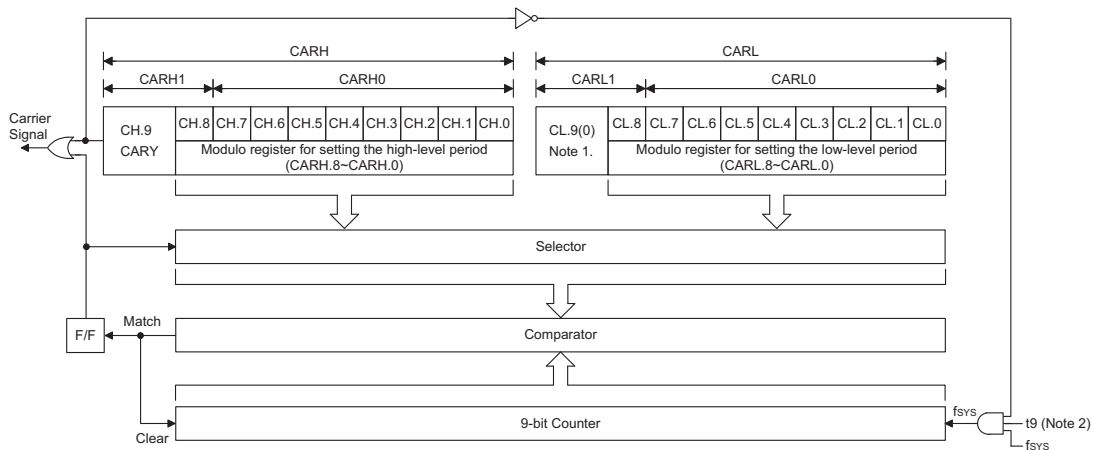 CARH
CARL
CARH1
CARH0
CARL1
CARL0
Carrier
Signal
CH.9
CARY
CH.8
CH.7
CH.6
CH.5
CH.4
CH.3
CH.2
CH.1
CH.0
Modulo register for setting the high-level period
(CARH.8~CARH.0)
CL.9(0)
Note 1.
CL.8
CL.7
CL.6
CL.5
CL.4
CL.3
CL.2
CL.1
CL.0
Modulo register for setting the low-level period
(CARL.8~CARL.0)
Selector
F/F
Match
Comparator
Clear
9-bit Counter
fSYS
t9 (Note 2)
fSYS